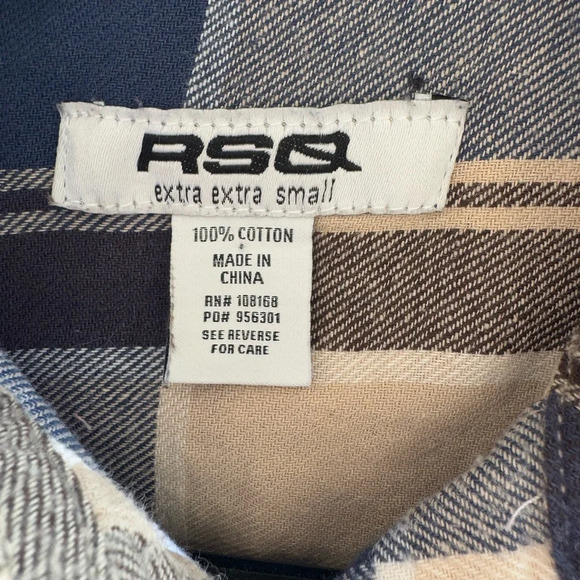 RSQ
extra extra small
100% COTTON
MADE IN
CHINA
RN# 108168
PO# 956301
SEE REVERSE
FOR CARE